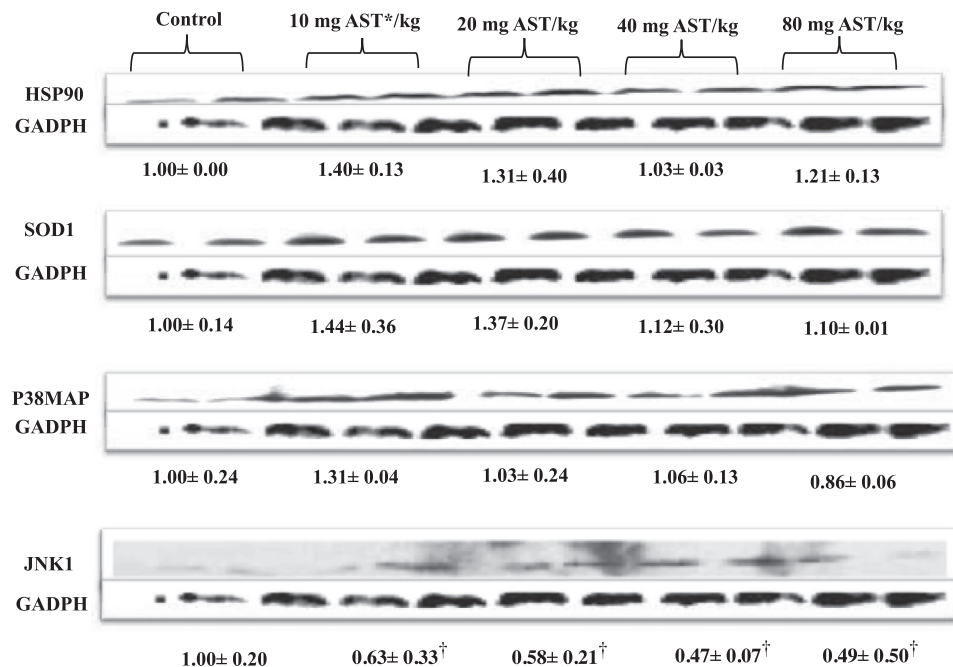 Control 10 mg AST*/kg 20 mg AST/kg 40 mg AST/kg 80 mg AST/kg
HSP90
GADPH
1.00± 0.00 1.40± 0.13 1.31± 0.40 1.03± 0.03 1.21± 0.13
SOD1
GADPH
1.00± 0.14 1.44± 0.36 1.37± 0.20 1.12± 0.30 1.10± 0.01
P38MAP
GADPH
1.00± 0.24 1.31± 0.04 1.03± 0.24 1.06± 0.13 0.86± 0.06
JNK1
GADPH
1.00± 0.20 0.63± 0.33† 0.58± 0.21† 0.47± 0.07† 0.49± 0.50†